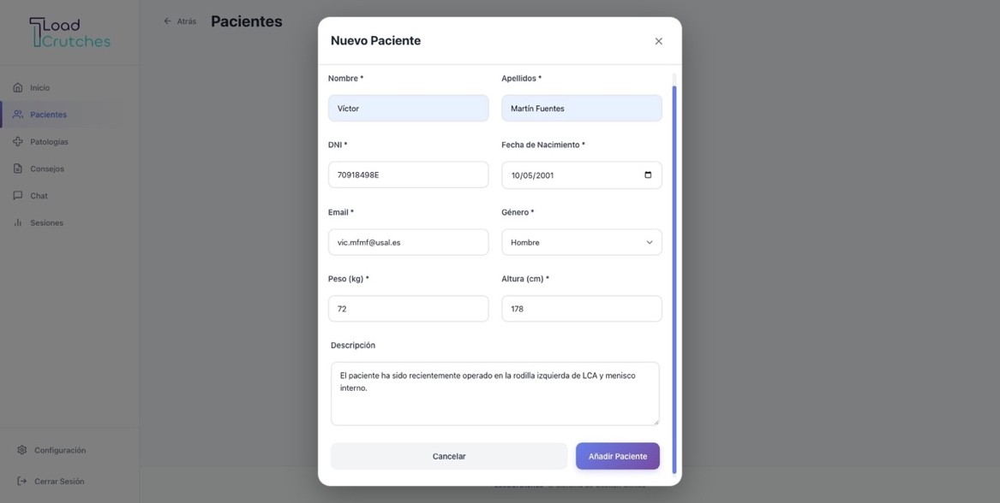 Load
Crutches
Atrás
Pacientes
Inicio
Pacientes
Patologías
Consejos
Chat
Sesiones
Configuración
Cerrar Sesión
Nuevo Paciente
Nombre * Apellidos *
Víctor Martín Fuentes
DNI * Fecha de Nacimiento *
70918498E 10/05/2001
Email * Género *
vic.mfmf@usal.es Hombre
Peso (kg) * Altura (cm) *
72 178
Descripción
El paciente ha sido recientemente operado en la rodilla izquierda de LCA y menisco
interno.
Cancelar Añadir Paciente